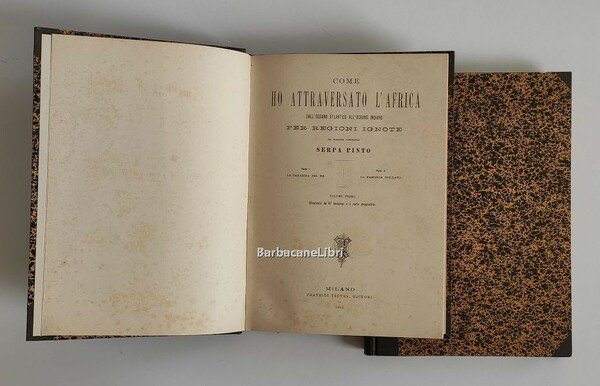 COME
HO ATTRAVERSATO L'AFRICA
DALL'OCEANO ATLANTICO ALL'OCEANO INDIANO
PER REGIONI IGNOTE
SERPA PINTO
LA CARABINA DEL RE
LA FAMIGLIA COILLARD
VOLUME PRIMO
BarbacaneLibri
MILANO
FRATELLI TREVES, EDITORI